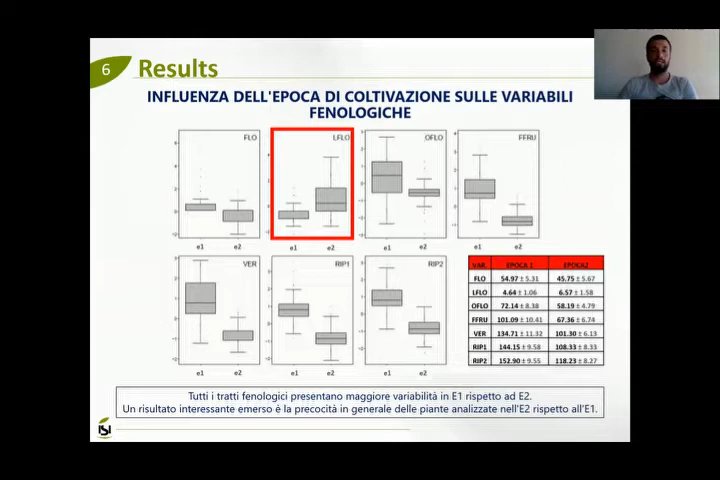 6
Results
INFLUENZA DELL'EPOCA DI COLTIVAZIONE SULLE VARIABILI
FENOLOGICHE
FLO
LFLO
OFLO
FFRU
e1 e2
e1 e2
e1 e2
e1 e2
VER
RIP1
RIP2
e1 e2
e1 e2
e1 e2
VAR. EPOCA 1 EPOCA2
FLO 54.97 ± 5.31 45.75 ± 5.67
LFLO 4.64 ± 1.06 6.57 ± 1.58
OFLO 72.14 ± 8.38 58.19 ± 4.79
FFRU 101.09 ± 10.41 67.36 ± 6.74
VER 134.71 ± 11.32 101.30 ± 6.13
RIP1 144.15 ± 9.58 108.33 ± 8.33
RIP2 152.90 ± 9.55 118.23 ± 8.27
Tutti i tratti fenologici presentano maggiore variabilità in E1 rispetto ad E2.
Un risultato interessante emerso è la precocità in generale delle piante analizzate nell'E2 rispetto all'E1.
ISI